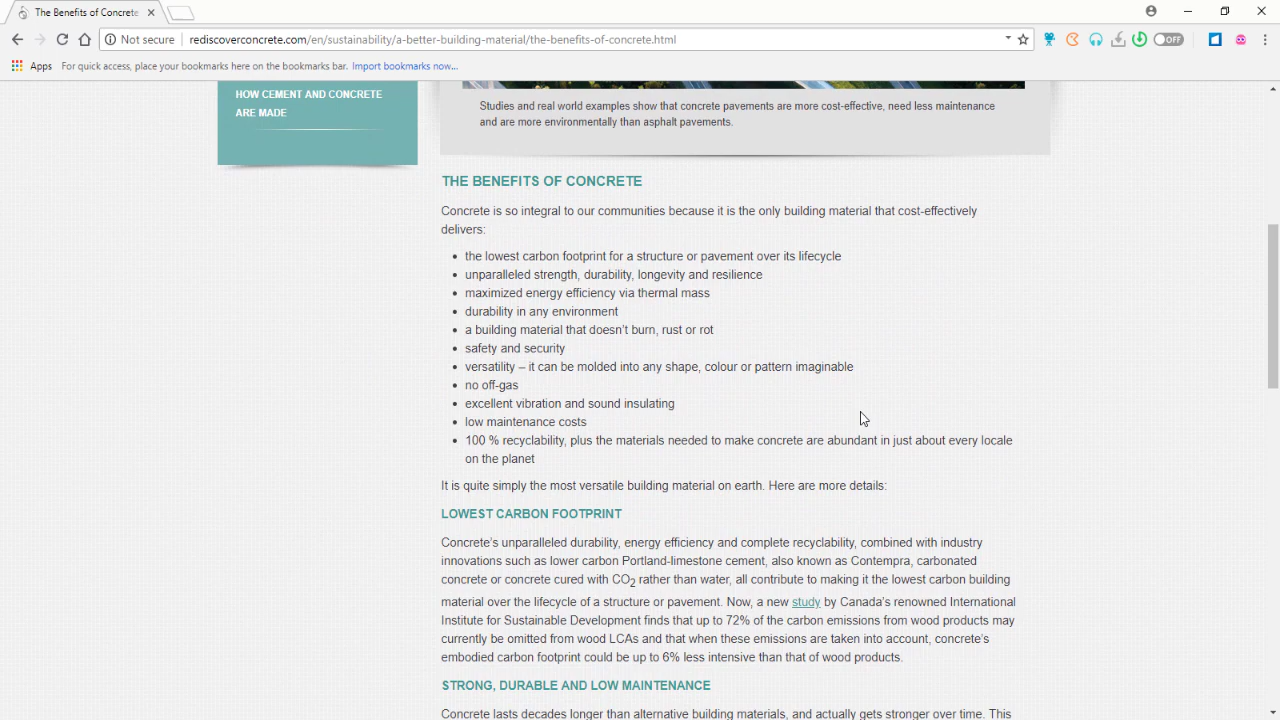 The Benefits of Concrete
Not secure
rediscoverconcrete.com/en/sustainability/a-better-building-material/the-benefits-of-concrete.html
OFF
Apps
For quick access, place your bookmarks here on the bookmarks bar. Import bookmarks now...
HOW CEMENT AND CONCRETE
ARE MADE
Studies and real world examples show that concrete pavements are more cost-effective, need less maintenance
and are more environmentally than asphalt pavements.
THE BENEFITS OF CONCRETE
Concrete is so integral to our communities because it is the only building material that cost-effectively
delivers:
• the lowest carbon footprint for a structure or pavement over its lifecycle
• unparalleled strength, durability, longevity and resilience
• maximized energy efficiency via thermal mass
• durability in any environment
• a building material that doesn’t burn, rust or rot
• safety and security
• versatility – it can be molded into any shape, colour or pattern imaginable
• no off-gas
• excellent vibration and sound insulating
• low maintenance costs
• 100 % recyclability, plus the materials needed to make concrete are abundant in just about every locale
on the planet
It is quite simply the most versatile building material on earth. Here are more details:
LOWEST CARBON FOOTPRINT
Concrete’s unparalleled durability, energy efficiency and complete recyclability, combined with industry
innovations such as lower carbon Portland-limestone cement, also known as Contempra, carbonated
concrete or concrete cured with CO2 rather than water, all contribute to making it the lowest carbon building
material over the lifecycle of a structure or pavement. Now, a new study by Canada’s renowned International
Institute for Sustainable Development finds that up to 72% of the carbon emissions from wood products may
currently be omitted from wood LCAs and that when these emissions are taken into account, concrete’s
embodied carbon footprint could be up to 6% less intensive than that of wood products.
STRONG, DURABLE AND LOW MAINTENANCE
Concrete lasts decades longer than alternative building materials, and actually gets stronger over time. This